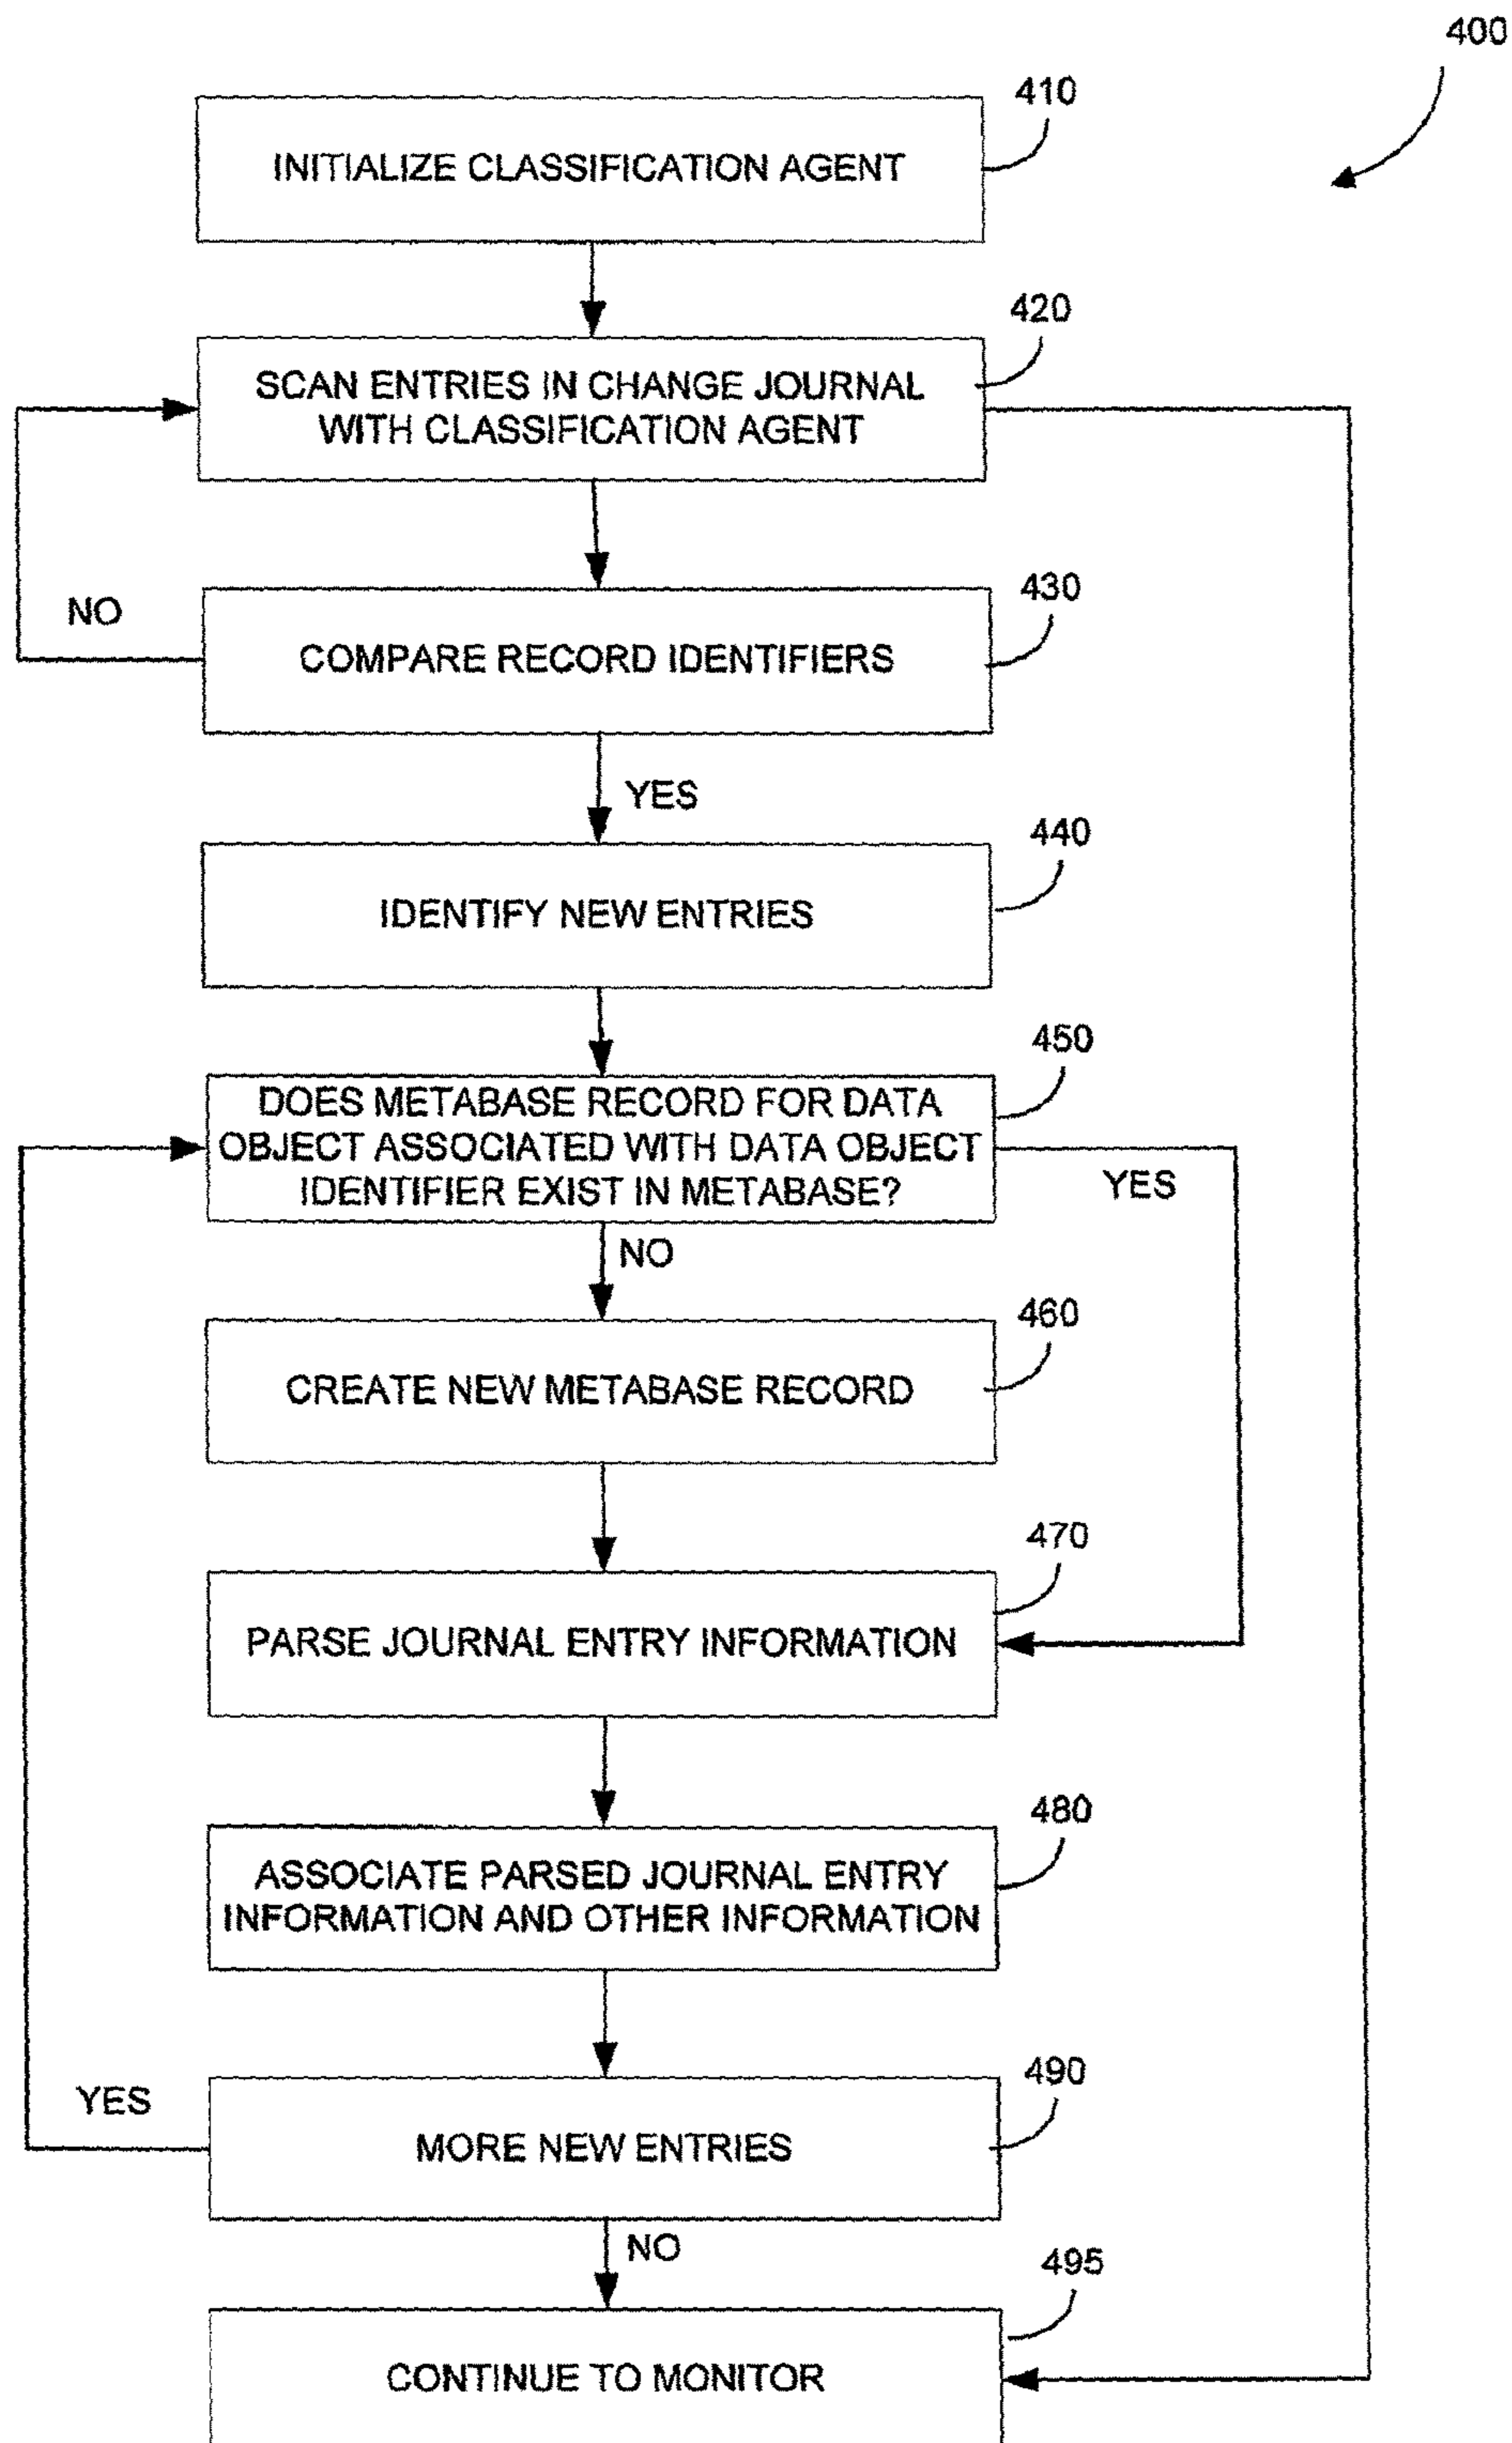 400
410
INITIALIZE CLASSIFICATION AGENT
420
SCAN ENTRIES IN CHANGE JOURNAL
WITH CLASSIFICATION AGENT
430
NO
COMPARE RECORD IDENTIFIERS
YES
440
IDENTIFY NEW ENTRIES
450
DOES METABASE RECORD FOR DATA
OBJECT ASSOCIATED WITH DATA OBJECT
IDENTIFIER EXIST IN METABASE?
YES
NO
460
CREATE NEW METABASE RECORD
470
PARSE JOURNAL ENTRY INFORMATION
480
ASSOCIATE PARSED JOURNAL ENTRY
INFORMATION AND OTHER INFORMATION
490
YES
MORE NEW ENTRIES
NO
495
CONTINUE TO MONITOR